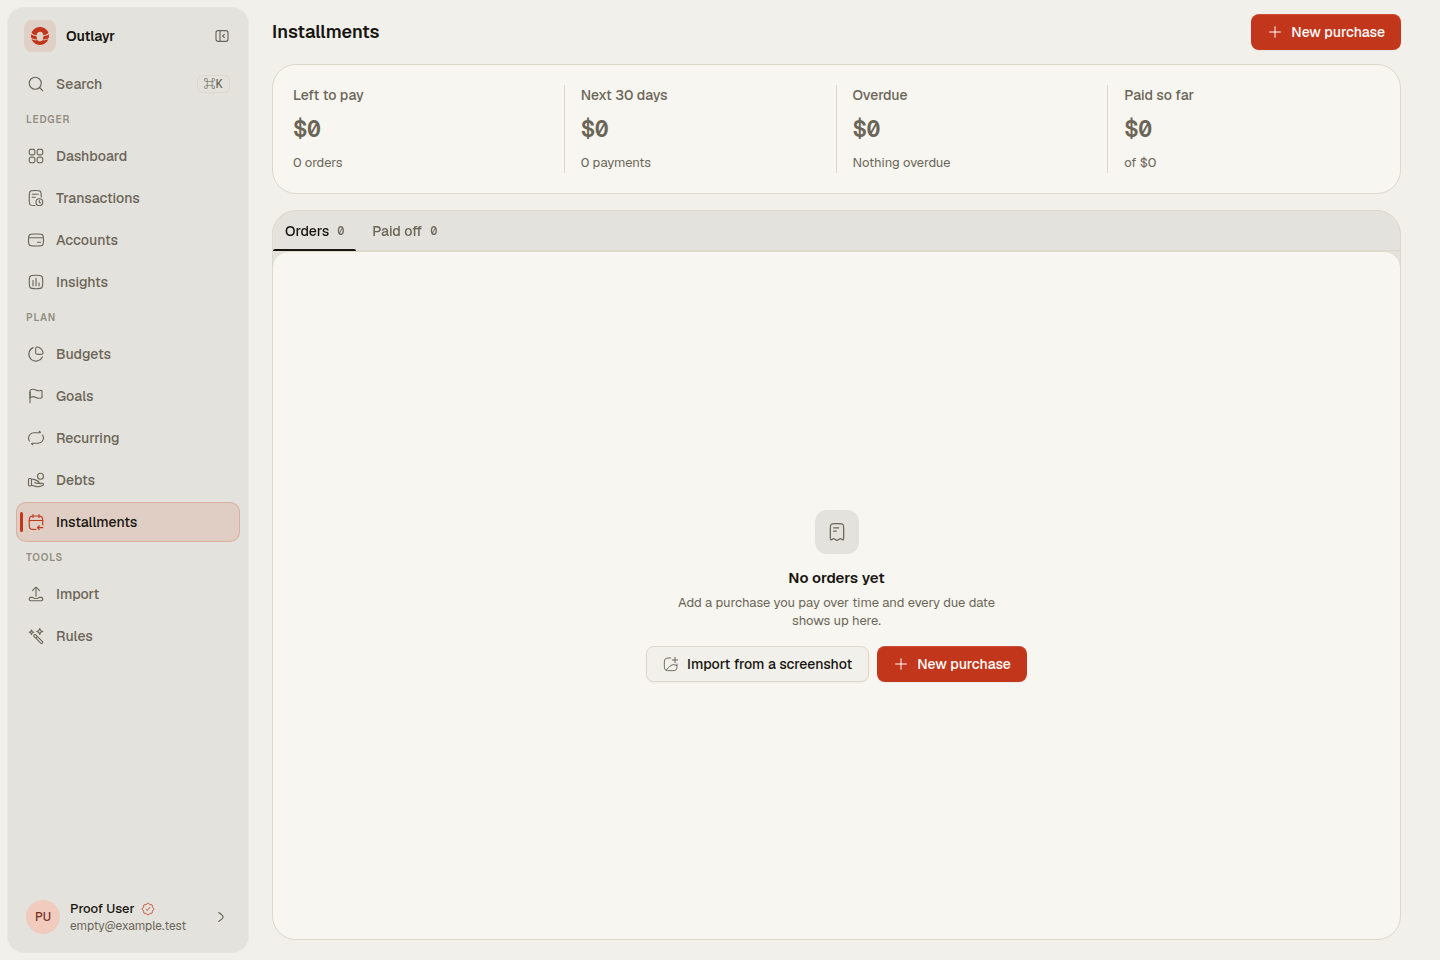 Outlayr
Search ⌘K
LEDGER
Dashboard
Transactions
Accounts
Insights
PLAN
Budgets
Goals
Recurring
Debts
Installments
TOOLS
Import
Rules
PU
Proof User
empty@example.test
Installments
New purchase
Left to pay
$0
0 orders
Next 30 days
$0
0 payments
Overdue
$0
Nothing overdue
Paid so far
$0
of $0
Orders 0
Paid off 0
No orders yet
Add a purchase you pay over time and every due date
shows up here.
Import from a screenshot
New purchase